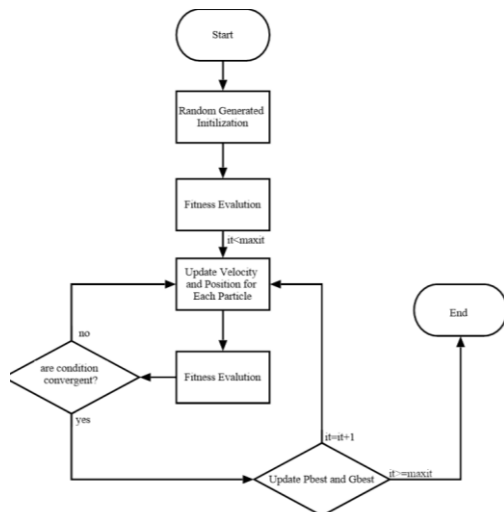 Start
Random Generated
Initilization
Fitness Evalution
it<maxit
Update Velocity
and Position for
Each Particle
End
no
are condition
convergent?
Fitness Evalution
yes
it=it+1
Update Pbest and Gbest
it>=maxit